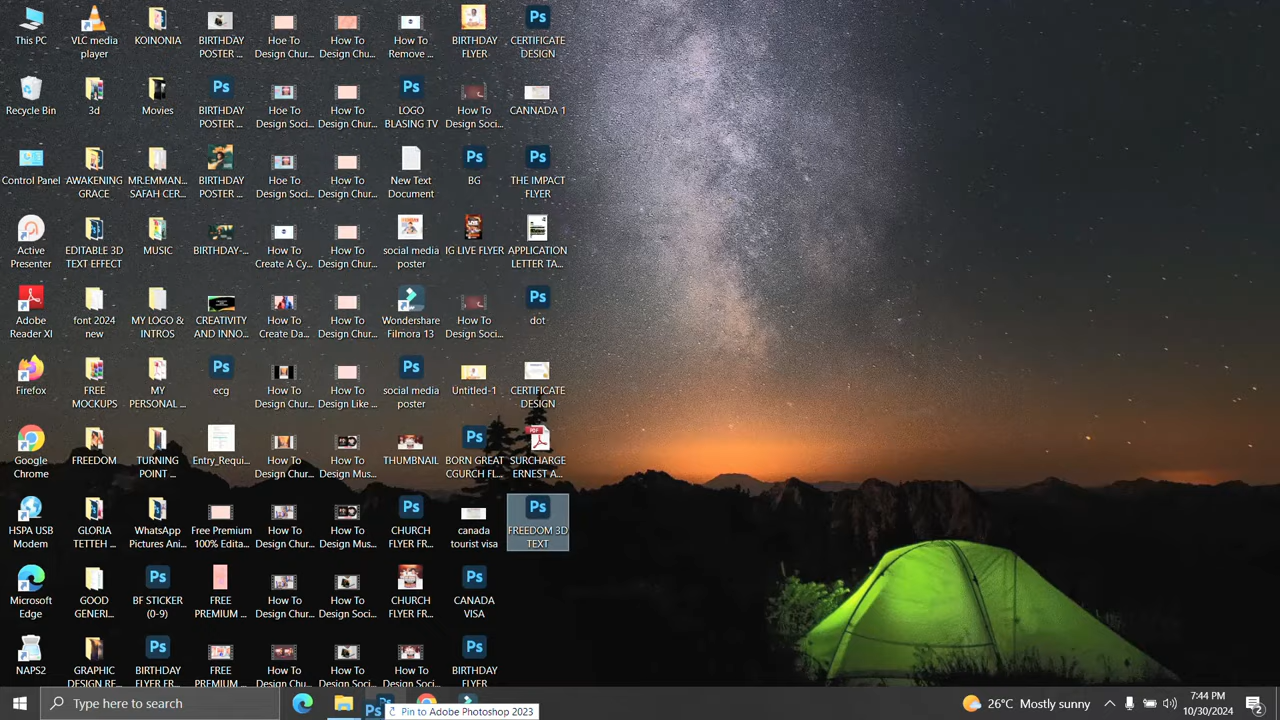 This PC
VLC media
player
KOINONIA
BIRTHDAY
POSTER ...
Hoe To
Design Chur...
How To
Design Chu...
How To
Remove ...
BIRTHDAY
FLYER
CERTIFICATE
DESIGN
Recycle Bin
3d
Movies
BIRTHDAY
POSTER ...
Hoe To
Design Soci...
How To
Design Chur...
LOGO
BLASING TV
How To
Design Soci...
CANNADA 1
Control Panel
AWAKENING
GRACE
MR.EMMAN...
SAFAH CER...
BIRTHDAY
POSTER ...
Hoe To
Design Soci...
How To
Design Chur...
New Text
Document
BG
THE IMPACT
FLYER
Active
Presenter
EDITABLE 3D
TEXT EFFECT
MUSIC
BIRTHDAY-...
How To
Create A Cy...
How To
Design Chur...
social media
poster
IG LIVE FLYER
APPLICATION
LETTER TA...
Adobe
Reader XI
font 2024
new
MY LOGO &
INTROS
CREATIVITY
AND INNO...
How To
Create Da...
How To
Design Chur...
Wondershare
Filmora 13
How To
Design Soci...
dot
Firefox
FREE
MOCKUPS
MY
PERSONAL ...
ecg
How To
Design Chur...
How To
Design Like ...
social media
poster
Untitled-1
CERTIFICATE
DESIGN
Google
Chrome
FREEDOM
TURNING
POINT ...
Entry_Requi...
How To
Design Chur...
How To
Design Mus...
THUMBNAIL
BORN GREAT
CGURCH FL...
PDF
SURCHARGE
ERNEST A...
HSPA USB
Modem
GLORIA
TETTEH ...
WhatsApp
Pictures Ani...
Free Premium
100% Edita...
How To
Design Chur...
How To
Design Mus...
CHURCH
FLYER FR...
canada
tourist visa
FREEDOM 3D
TEXT
Microsoft
Edge
GOOD
GENERI...
BF STICKER
(0-9)
FREE
PREMIUM ...
How To
Design Chur...
How To
Design Soci...
CHURCH
FLYER FR...
CANADA
VISA
NAPS2
GRAPHIC
DESIGN RE...
BIRTHDAY
FLYER FR...
FREE
PREMIUM ...
How To
Design Chur...
How To
Design Soci...
How To
Design Soci...
BIRTHDAY
FLYER
Type here to search
Ps
Pin to Adobe Photoshop 2023
26°C Mostly sunny
7:44 PM
10/30/2024
2